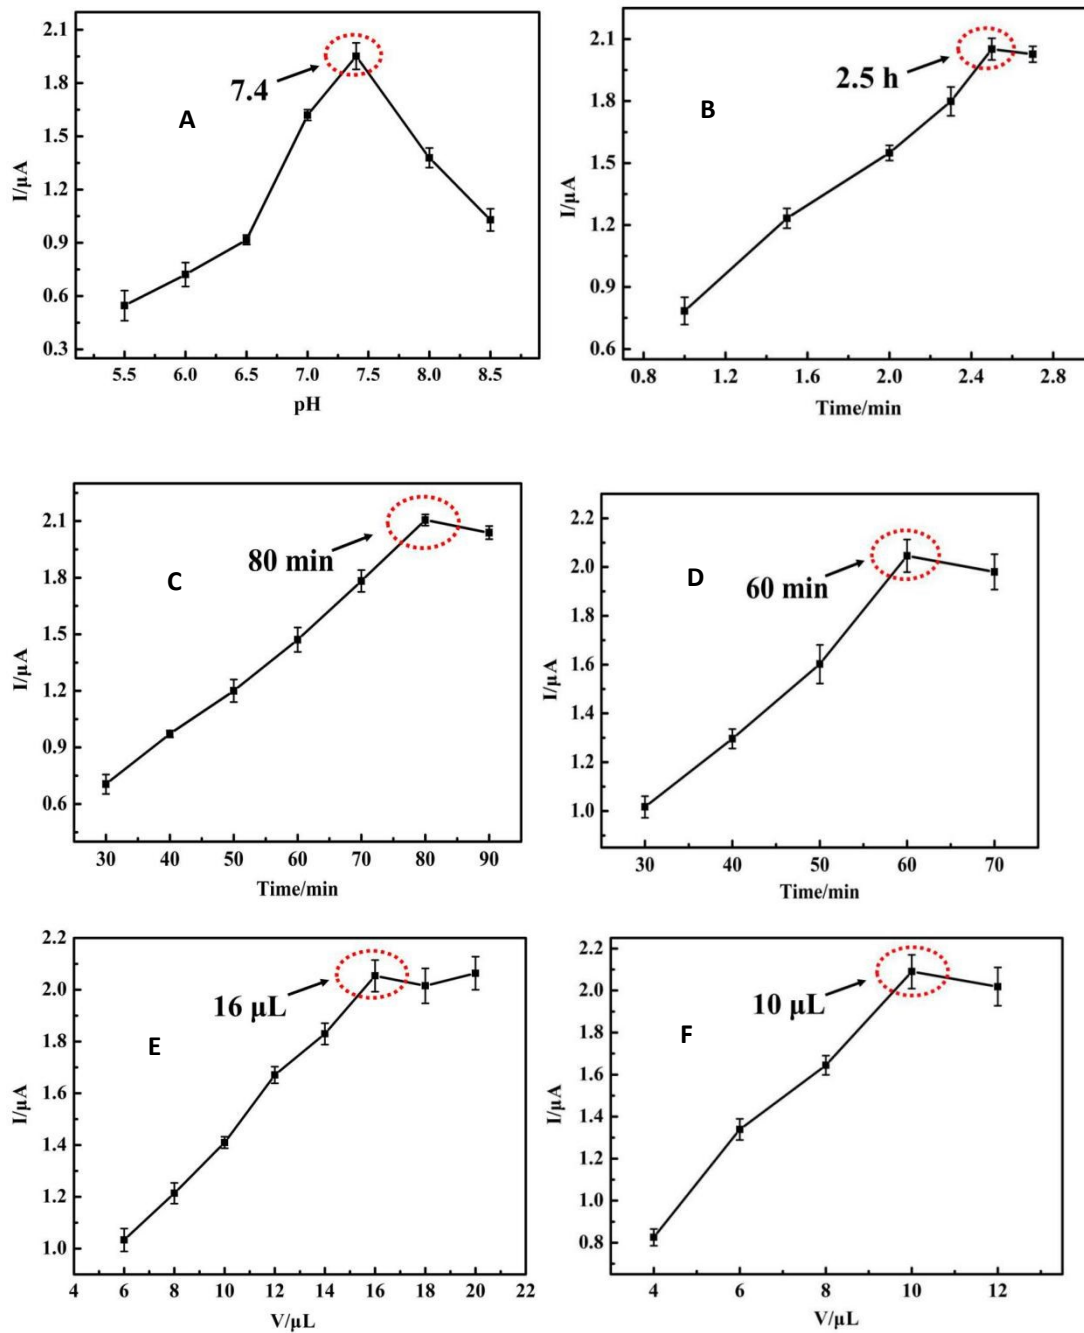 2.1
1.8
1.5
1.2
0.9
0.6
0.3
I/μA
A
7.4
5.5 6.0 6.5 7.0 7.5 8.0 8.5
pH
2.1
1.8
1.5
1.2
0.9
0.6
I/μA
B
2.5 h
0.8 1.2 1.6 2.0 2.4 2.8
Time/min
2.1
1.8
1.5
1.2
0.9
0.6
I/μA
C
80 min
30 40 50 60 70 80 90
Time/min
2.2
2.0
1.8
1.6
1.4
1.2
1.0
I/μA
D
60 min
30 40 50 60 70
Time/min
2.2
2.0
1.8
1.6
1.4
1.2
1.0
I/μA
E
16 μL
4 6 8 10 12 14 16 18 20 22
V/μL
2.2
2.0
1.8
1.6
1.4
1.2
1.0
0.8
I/μA
F
10 μL
4 6 8 10 12
V/μL